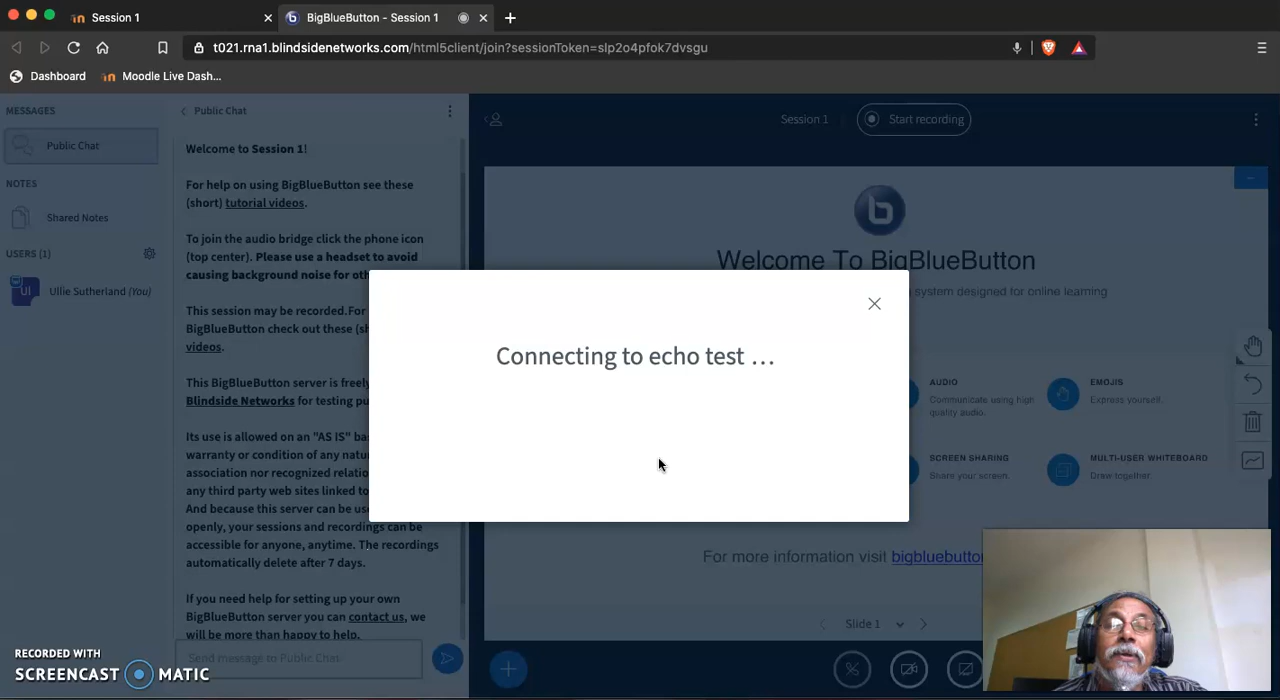 Session 1
BigBlueButton - Session 1
t021.rna1.blindsidenetworks.com/html5client/join?sessionToken=slp2o4pfok7dvsgu
Dashboard
Moodle Live Dash...
MESSAGES
Public Chat
NOTES
Shared Notes
USERS (1)
UI
Ullie Sutherland (You)
Public Chat
Welcome to Session 1!
For help on using BigBlueButton see these
(short) tutorial videos.
To join the audio bridge click the phone icon
(top center). Please use a headset to avoid
causing background noise for oth
This session may be recorded.For
BigBlueButton check out these (sh
videos.
This BigBlueButton server is freely
Blindside Networks for testing pu
Its use is allowed on an "AS IS" bas
warranty or condition of any natur
association nor recognized relatio
any third party web sites linked to
And because this server can be use
openly, your sessions and recordings can be
accessible for anyone, anytime. The recordings
automatically delete after 7 days.
If you need help for setting up your own
BigBlueButton server you can contact us, we
will be more than happy to help.
Send message to Public Chat
Session 1
Start recording
b
Welcome To BigBlueButton
system designed for online learning
Connecting to echo test ...
AUDIO
Communicate using high
quality audio.
EMOJIS
Express yourself.
SCREEN SHARING
Share your screen.
MULTI-USER WHITEBOARD
Draw together.
For more information visit bigbluebutton
Slide 1
RECORDED WITH
SCREENCAST MATIC